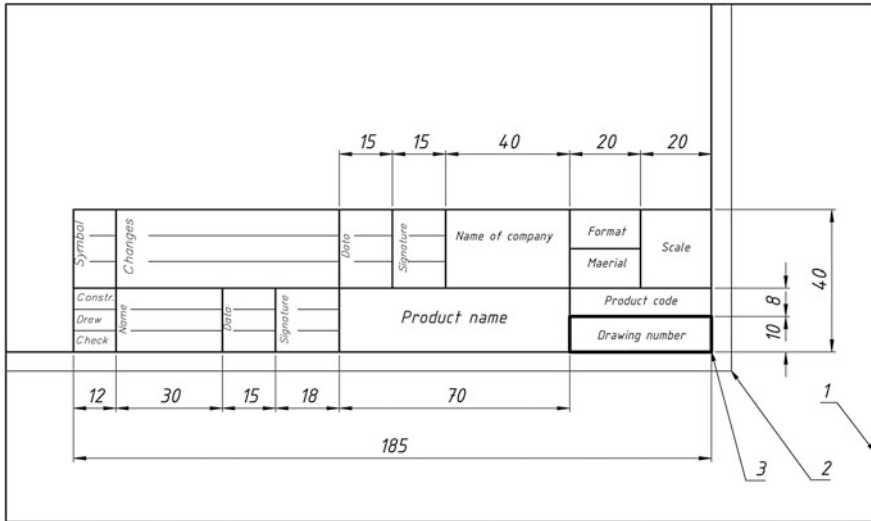 15 15 40 20 20
Symbol
Changes
Data
Signature
Name of company
Format
Maerial
Scale
40
Constr.
Drew
Check
Name
Data
Signature
Product name
Product code
8
Drawing number
10
12 30 15 18 70
1
185
3 2